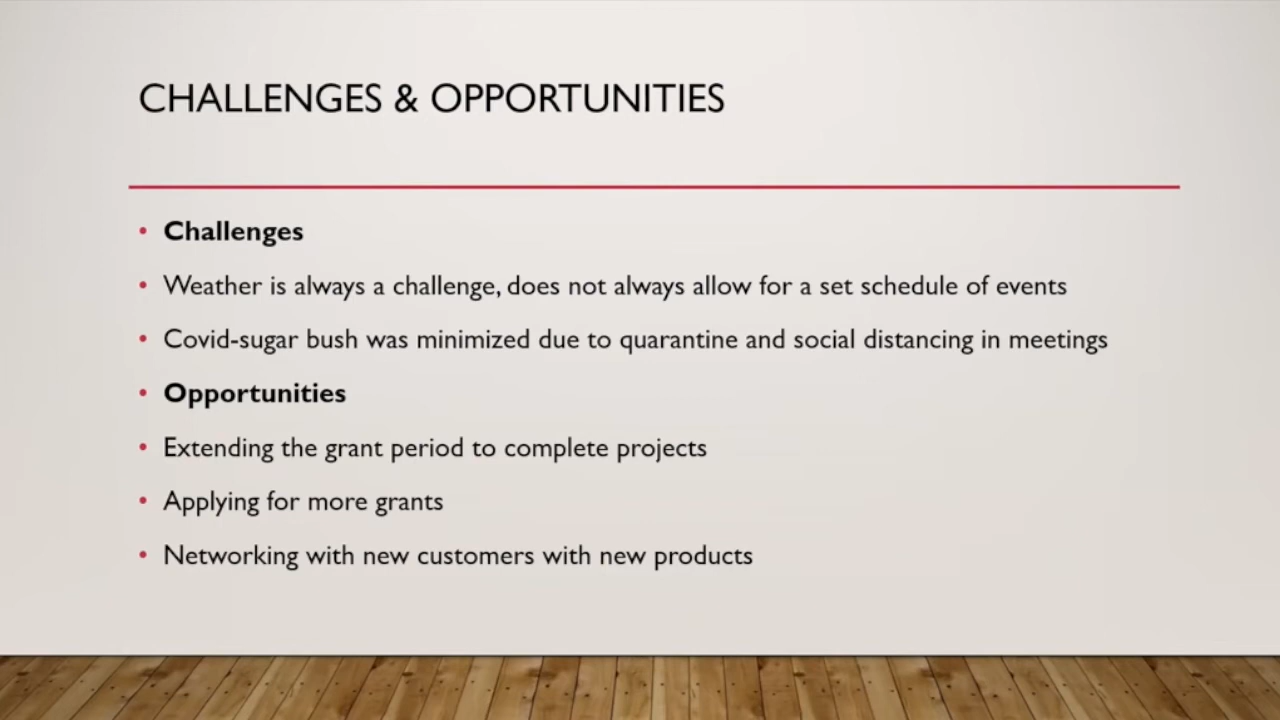 CHALLENGES & OPPORTUNITIES
• Challenges
• Weather is always a challenge, does not always allow for a set schedule of events
• Covid-sugar bush was minimized due to quarantine and social distancing in meetings
• Opportunities
• Extending the grant period to complete projects
• Applying for more grants
• Networking with new customers with new products